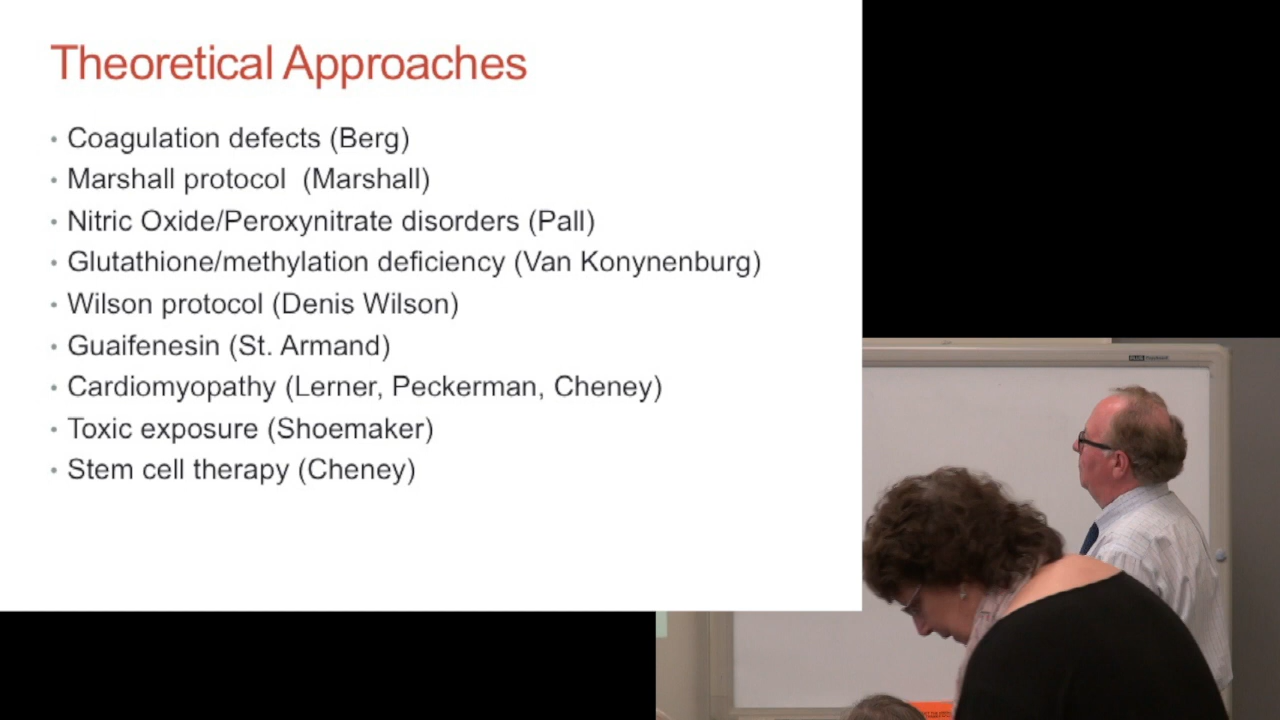 Theoretical Approaches
• Coagulation defects (Berg)
• Marshall protocol (Marshall)
• Nitric Oxide/Peroxynitrate disorders (Pall)
• Glutathione/methylation deficiency (Van Konynenburg)
• Wilson protocol (Denis Wilson)
• Guaifenesin (St. Armand)
• Cardiomyopathy (Lerner, Peckerman, Cheney)
• Toxic exposure (Shoemaker)
• Stem cell therapy (Cheney)